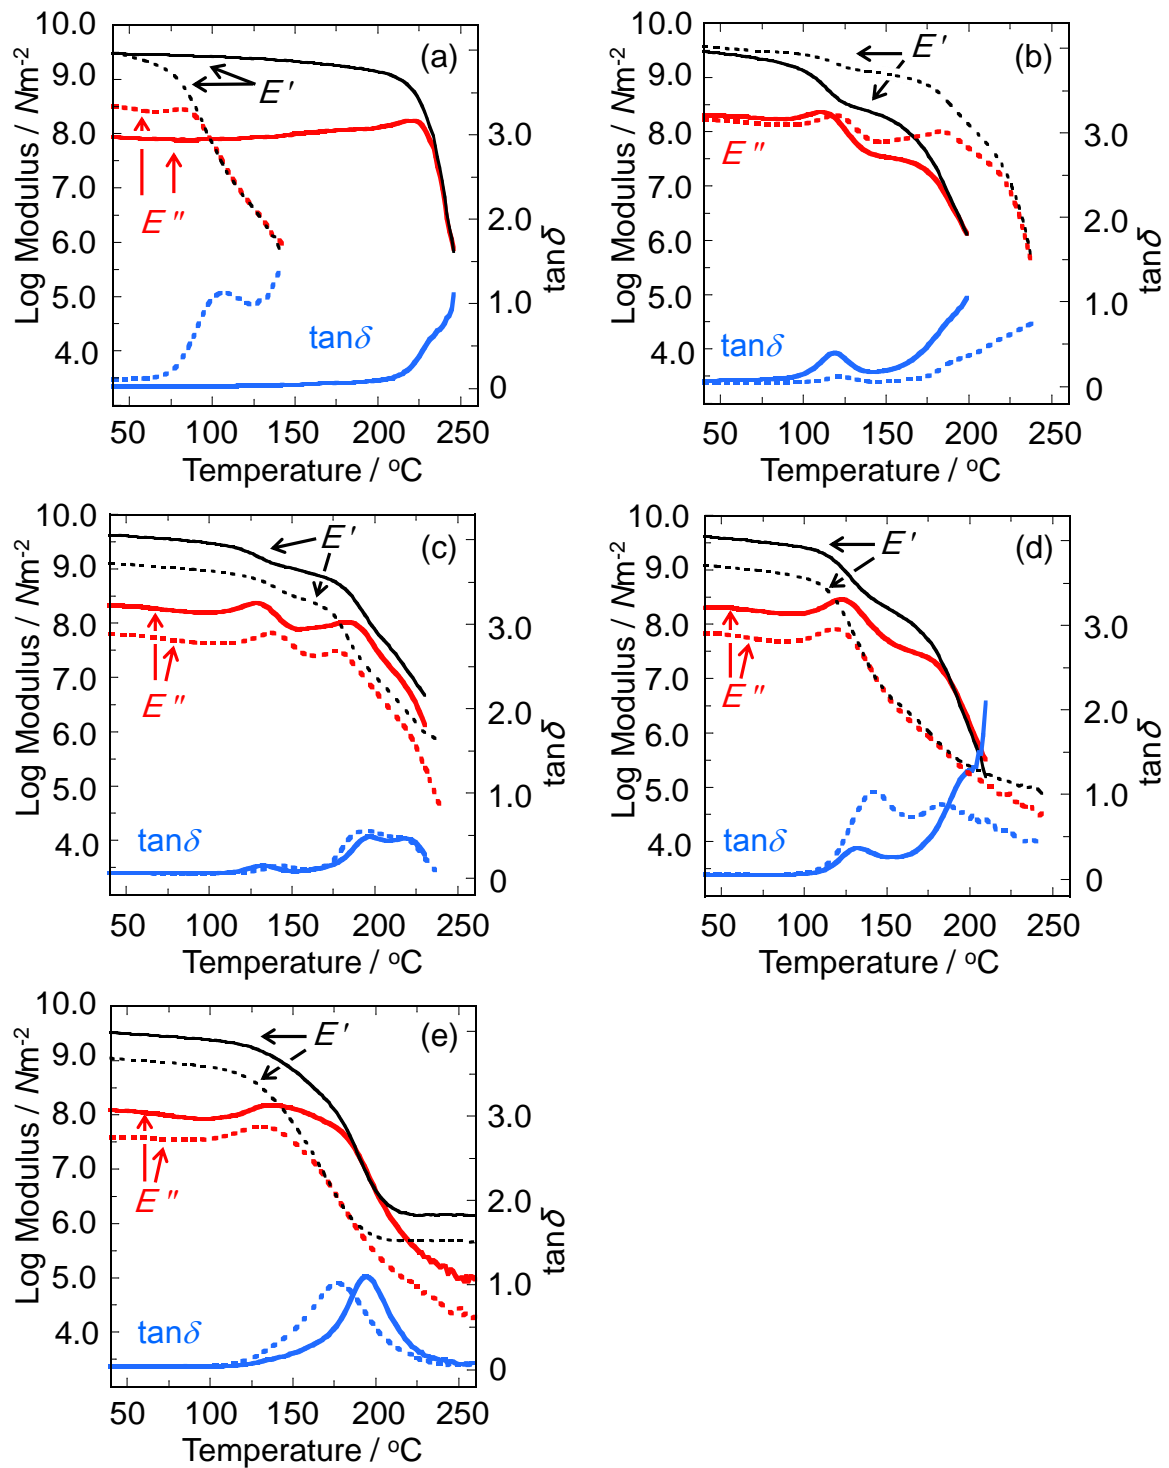 10.0
9.0
8.0
7.0
6.0
5.0
4.0
Log Modulus / Nm-2
(a)
E'
E"
tanδ
3.0
2.0
1.0
0
tanδ
50 100 150 200 250
Temperature / oC
10.0
9.0
8.0
7.0
6.0
5.0
4.0
Log Modulus / Nm-2
(b)
E'
E"
tanδ
3.0
2.0
1.0
0
tanδ
50 100 150 200 250
Temperature / oC
10.0
9.0
8.0
7.0
6.0
5.0
4.0
Log Modulus / Nm-2
(c)
E'
E"
tanδ
3.0
2.0
1.0
0
tanδ
50 100 150 200 250
Temperature / oC
10.0
9.0
8.0
7.0
6.0
5.0
4.0
Log Modulus / Nm-2
(d)
E'
E"
tanδ
3.0
2.0
1.0
0
tanδ
50 100 150 200 250
Temperature / oC
10.0
9.0
8.0
7.0
6.0
5.0
4.0
Log Modulus / Nm-2
(e)
E'
E"
tanδ
3.0
2.0
1.0
0
tanδ
50 100 150 200 250
Temperature / oC